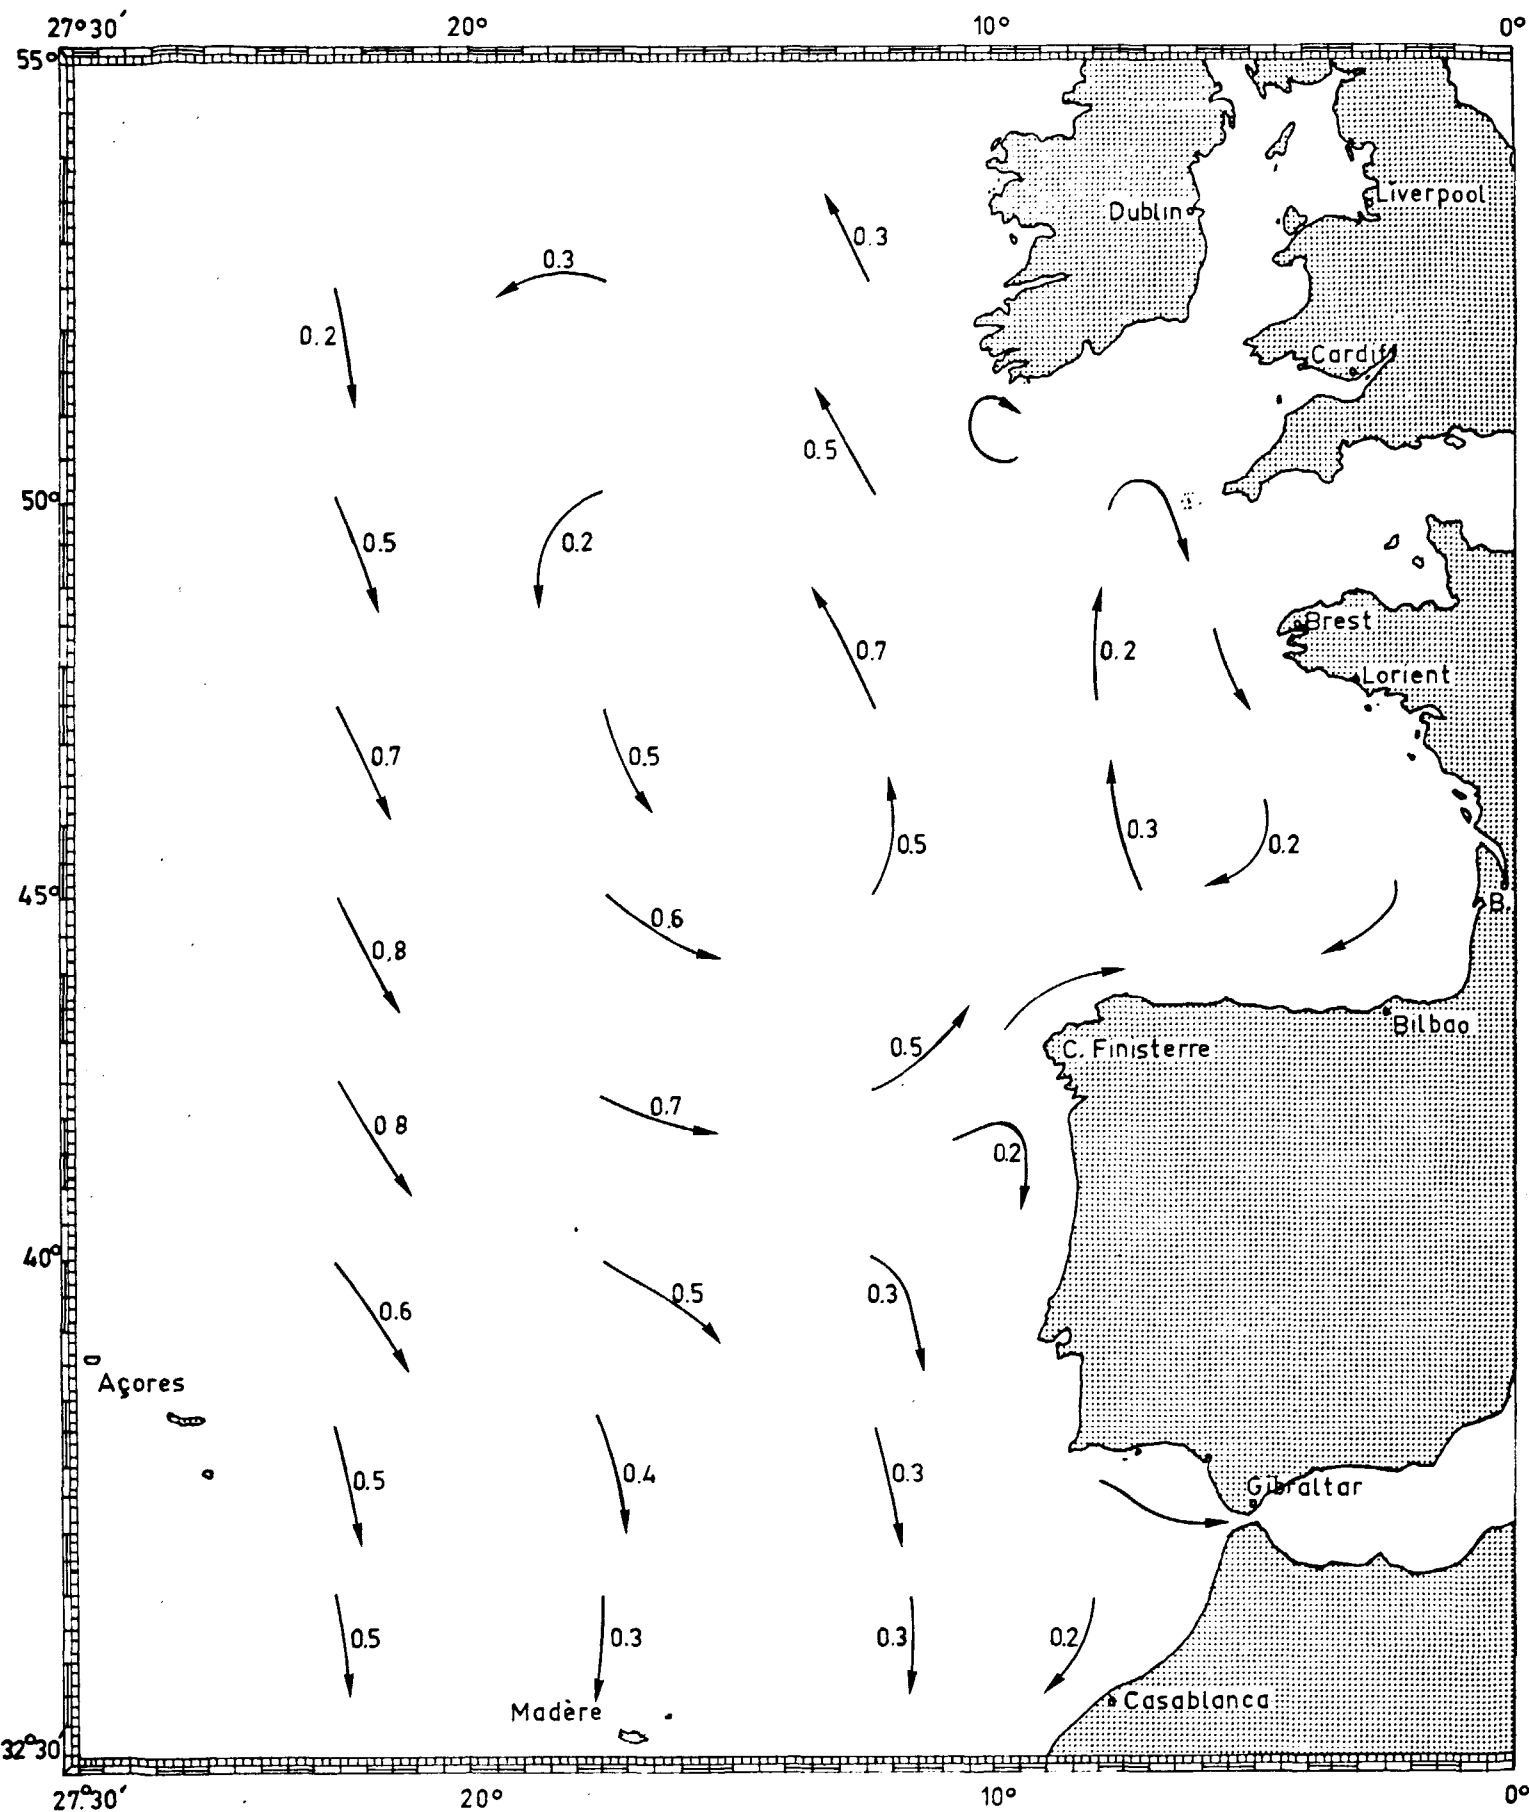 27°30′ 20° 10° 0°
55°
Liverpool
Dublin
0.3
0.3
0.2
Cardiff
0.5
50°
0.5 0.2
Brest
0.7 0.2
Lorient
0.7 0.5
0.3
0.5 0.2
45°
B.
0.6
0,8
Bilbao
0.5 C. Finisterre
0.7
0 8
0.2
40°
0.5 0.3
0.6
Açores
0.5 0.4 0.3
Gibraltar
0.5 0.3 0.3 0.2
Casablanca
Madère
32°30′
27°.30′ 20° 10° 0°